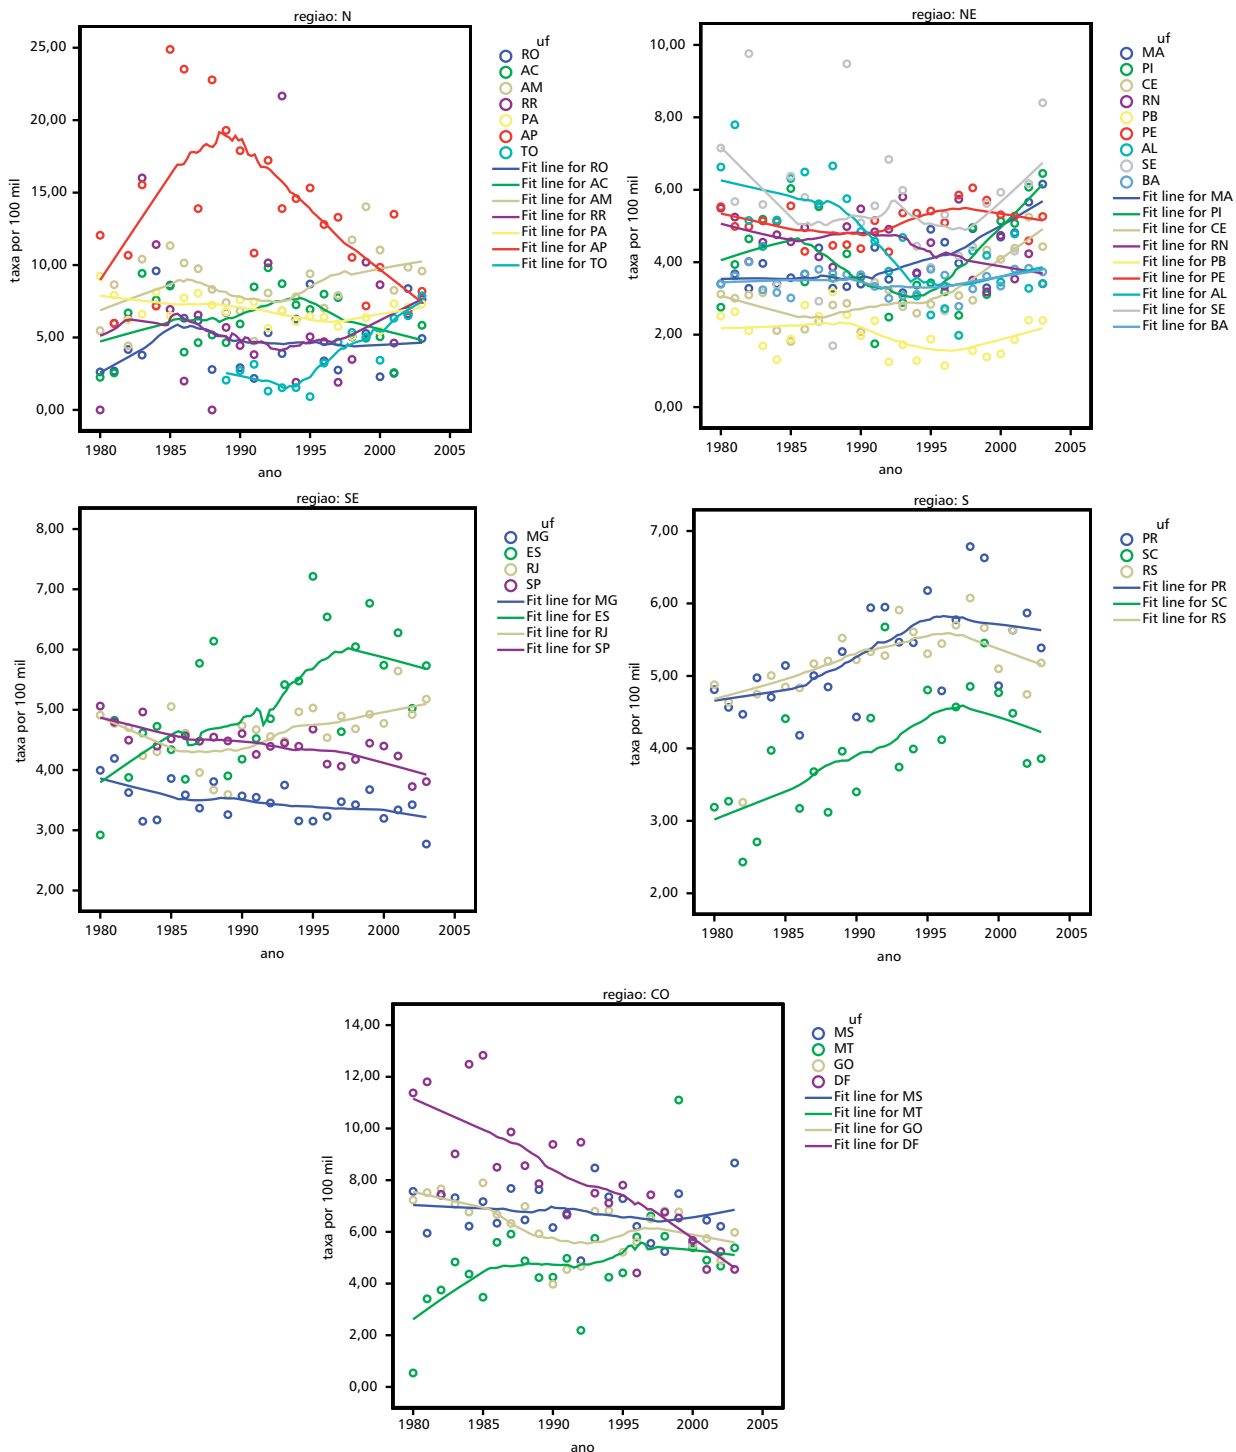 regiao: N
taxa por 100 mil
25,00
20,00
15,00
10,00
5,00
0,00
1980 1985 1990 1995 2000 2005
ano
uf
RO
AC
AM
RR
PA
AP
TO
Fit line for RO
Fit line for AC
Fit line for AM
Fit line for RR
Fit line for PA
Fit line for AP
Fit line for TO
regiao: NE
taxa por 100 mil
10,00
8,00
6,00
4,00
2,00
0,00
1980 1985 1990 1995 2000 2005
ano
uf
MA
PI
CE
RN
PB
PE
AL
SE
BA
Fit line for MA
Fit line for PI
Fit line for CE
Fit line for RN
Fit line for PB
Fit line for PE
Fit line for AL
Fit line for SE
Fit line for BA
regiao: SE
taxa por 100 mil
8,00
7,00
6,00
5,00
4,00
3,00
2,00
1980 1985 1990 1995 2000 2005
ano
uf
MG
ES
RJ
SP
Fit line for MG
Fit line for ES
Fit line for RJ
Fit line for SP
regiao: S
taxa por 100 mil
7,00
6,00
5,00
4,00
3,00
2,00
1980 1985 1990 1995 2000 2005
ano
uf
PR
SC
RS
Fit line for PR
Fit line for SC
Fit line for RS
regiao: CO
taxa por 100 mil
14,00
12,00
10,00
8,00
6,00
4,00
2,00
0,00
1980 1985 1990 1995 2000 2005
ano
uf
MS
MT
GO
DF
Fit line for MS
Fit line for MT
Fit line for GO
Fit line for DF